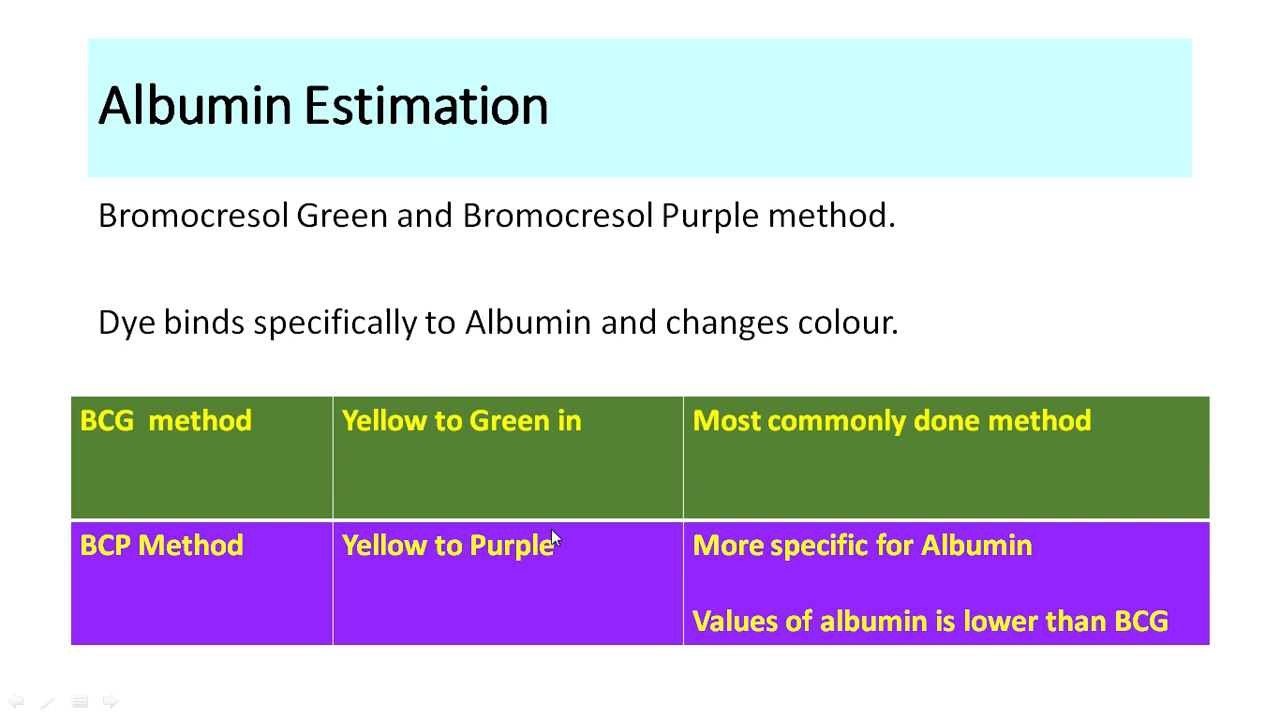 Albumin Estimation
Bromocresol Green and Bromocresol Purple method.
Dye binds specifically to Albumin and changes colour.
BCG method
Yellow to Green in
Most commonly done method
BCP Method
Yellow to Purple
More specific for Albumin
Values of albumin is lower than BCG